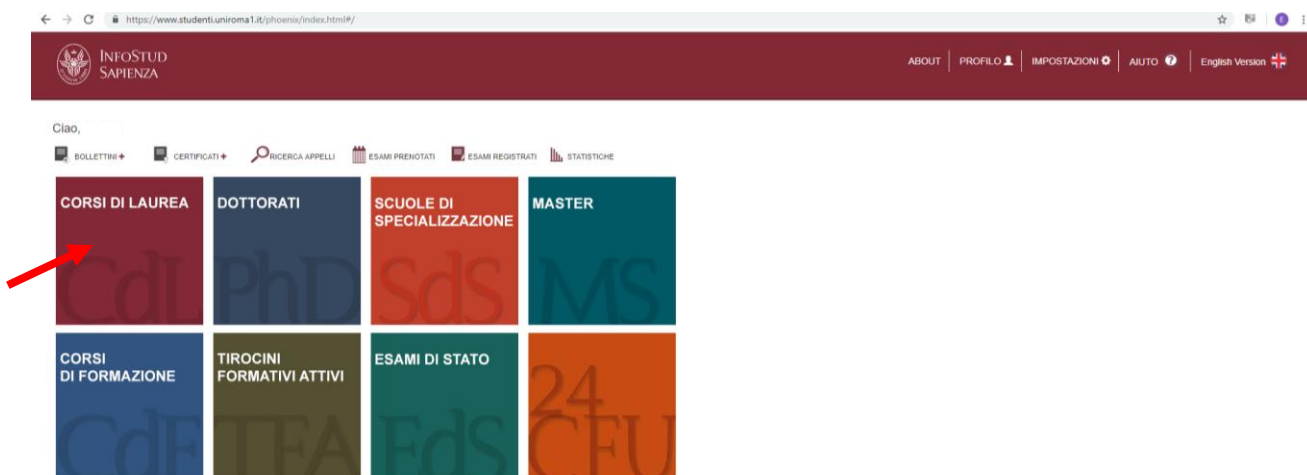 https://www.studenti.uniroma1.it/phoenix/index.html#/
INFOSTUD
SAPIENZA
ABOUT PROFILO IMPOSTAZIONI AIUTO English Version
Ciao,
BOLLETTINI+ CERTIFICATI+ RICERCA APPELLI ESAMI PRENOTATI ESAMI REGISTRATI STATISTICHE
CORSI DI LAUREA
CdL
DOTTORATI
PhD
SCUOLE DI
SPECIALIZZAZIONE
SdS
MASTER
MS
CORSI
DI FORMAZIONE
CdF
TIROCINI
FORMATIVI ATTIVI
TFA
ESAMI DI STATO
EdS
24
CFU